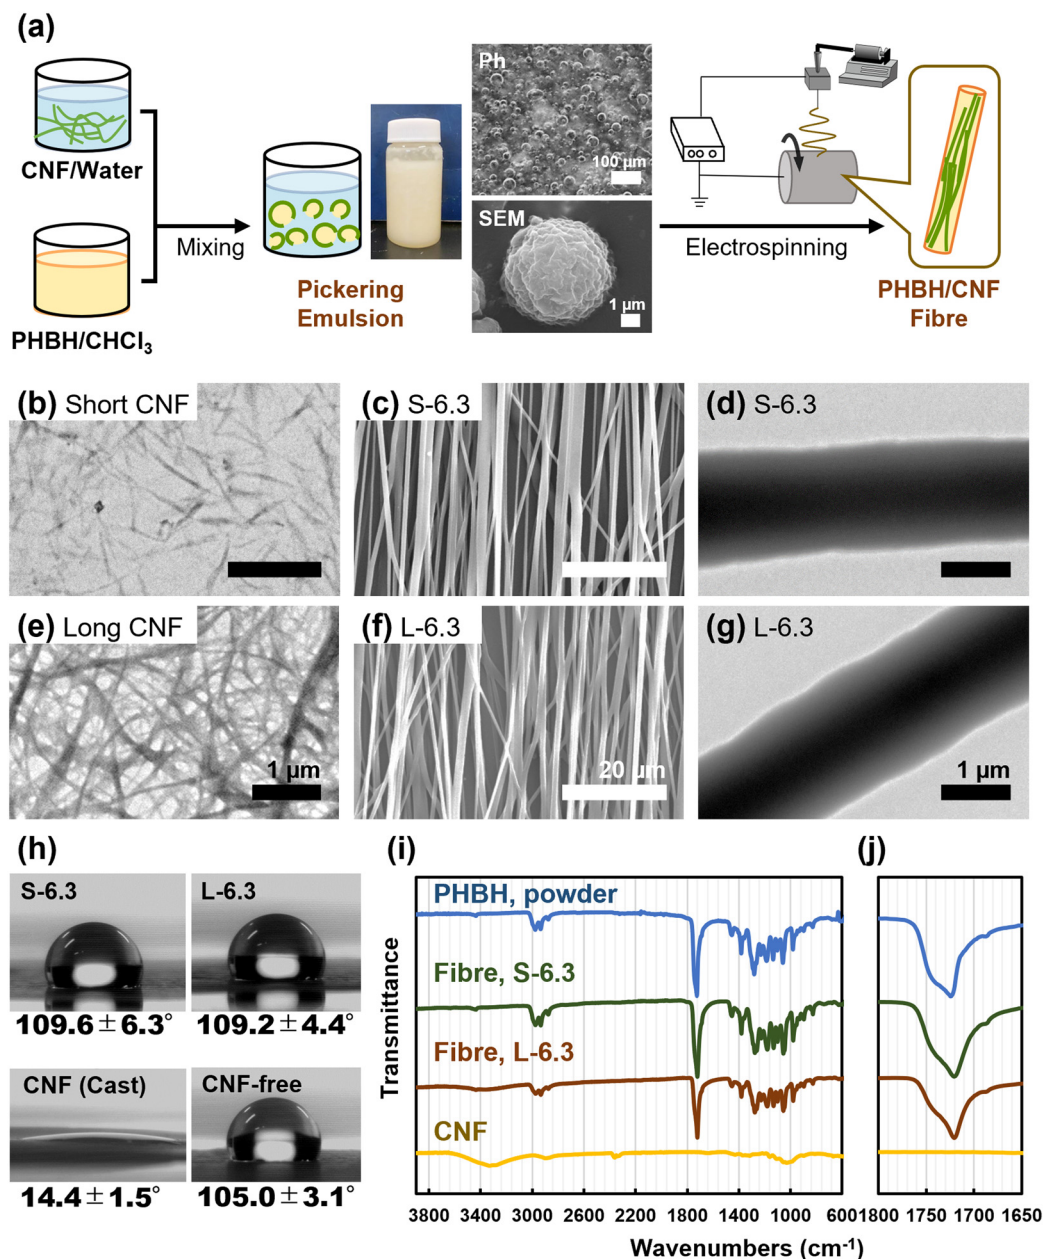 (a)
CNF/Water
PHBH/CHCl₃
Mixing
Pickering
Emulsion
Ph
100 µm
SEM
1 µm
Electrospinning
PHBH/CNF
Fibre
(b) Short CNF
(c) S-6.3
(d) S-6.3
(e) Long CNF
1 µm
(f) L-6.3
20 µm
(g) L-6.3
1 µm
(h)
S-6.3
109.6 ± 6.3°
L-6.3
109.2 ± 4.4°
CNF (Cast)
14.4 ± 1.5°
CNF-free
105.0 ± 3.1°
(i)
Transmittance
PHBH, powder
Fibre, S-6.3
Fibre, L-6.3
CNF
3800 3400 3000 2600 2200 1800 1400 1000 600
(j)
1800 1750 1700 1650
Wavenumbers (cm⁻¹)